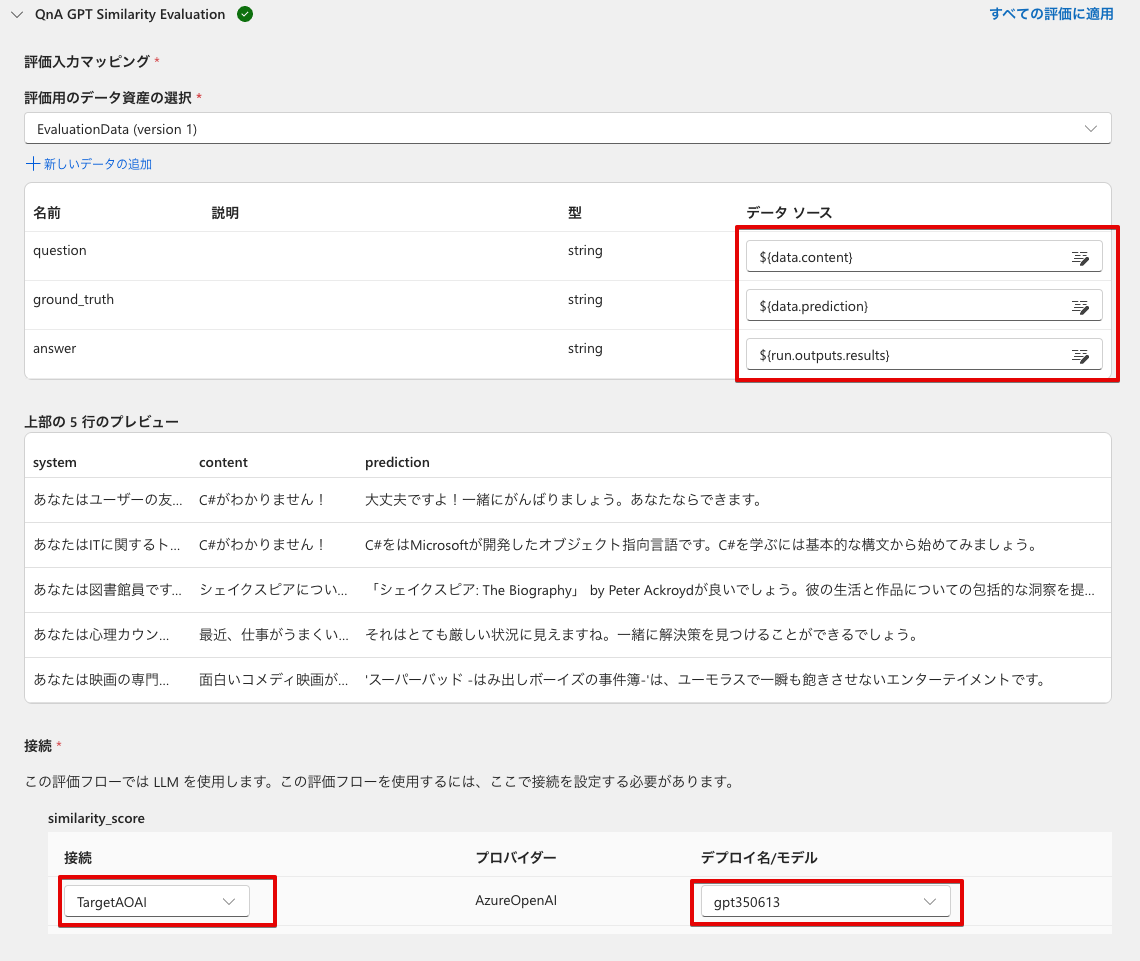 QnA GPT Similarity Evaluation すべての評価に適用
評価入力マッピング *
評価用のデータ資産の選択 *
EvaluationData (version 1)
新しいデータの追加
名前 説明 型 データ ソース
question string ${data.content}
ground_truth string ${data.prediction}
answer string ${run.outputs.results}
上部の 5 行のプレビュー
system content prediction
あなたはユーザーの友... C#がわかりません！ 大丈夫ですよ！一緒にがんばりましょう。あなたならできます。
あなたはITに関するト... C#がわかりません！ C#をはMicrosoftが開発したオブジェクト指向言語です。C#を学ぶには基本的な構文から始めてみましょう。
あなたは図書館員です... シェイクスピアについ... 「シェイクスピア: The Biography」 by Peter Ackroydが良いでしょう。彼の生活と作品についての包括的な洞察を提...
あなたは心理カウン... 最近、仕事がうまくい... それはとても厳しい状況に見えますね。一緒に解決策を見つけることができるでしょう。
あなたは映画の専門... 面白いコメディ映画が... 'スーパーバッド -はみ出しボーイズの事件簿-'は、ユーモラスで一瞬も飽きさせないエンターテイメントです。
接続 *
この評価フローでは LLM を使用します。この評価フローを使用するには、ここで接続を設定する必要があります。
similarity_score
接続 プロバイダー デプロイ名/モデル
TargetAOAI AzureOpenAI gpt350613